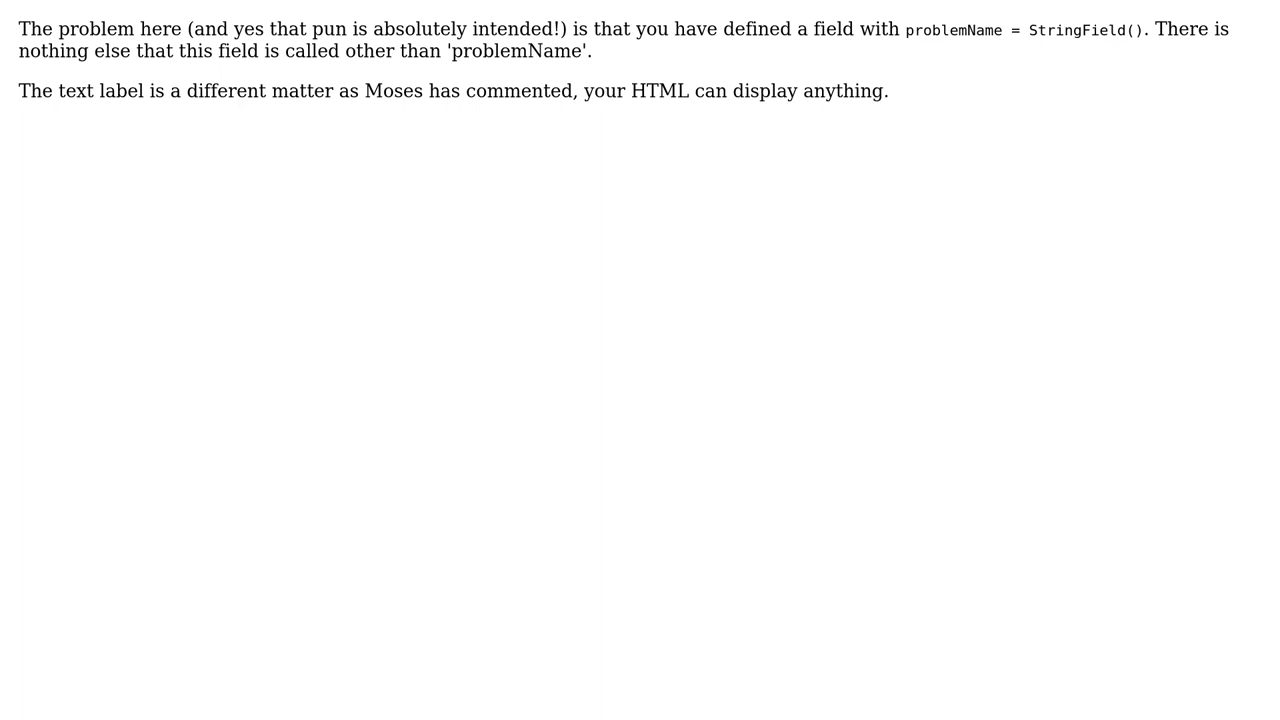 The problem here (and yes that pun is absolutely intended!) is that you have defined a field with problemName = StringField(). There is
nothing else that this field is called other than 'problemName'.
The text label is a different matter as Moses has commented, your HTML can display anything.